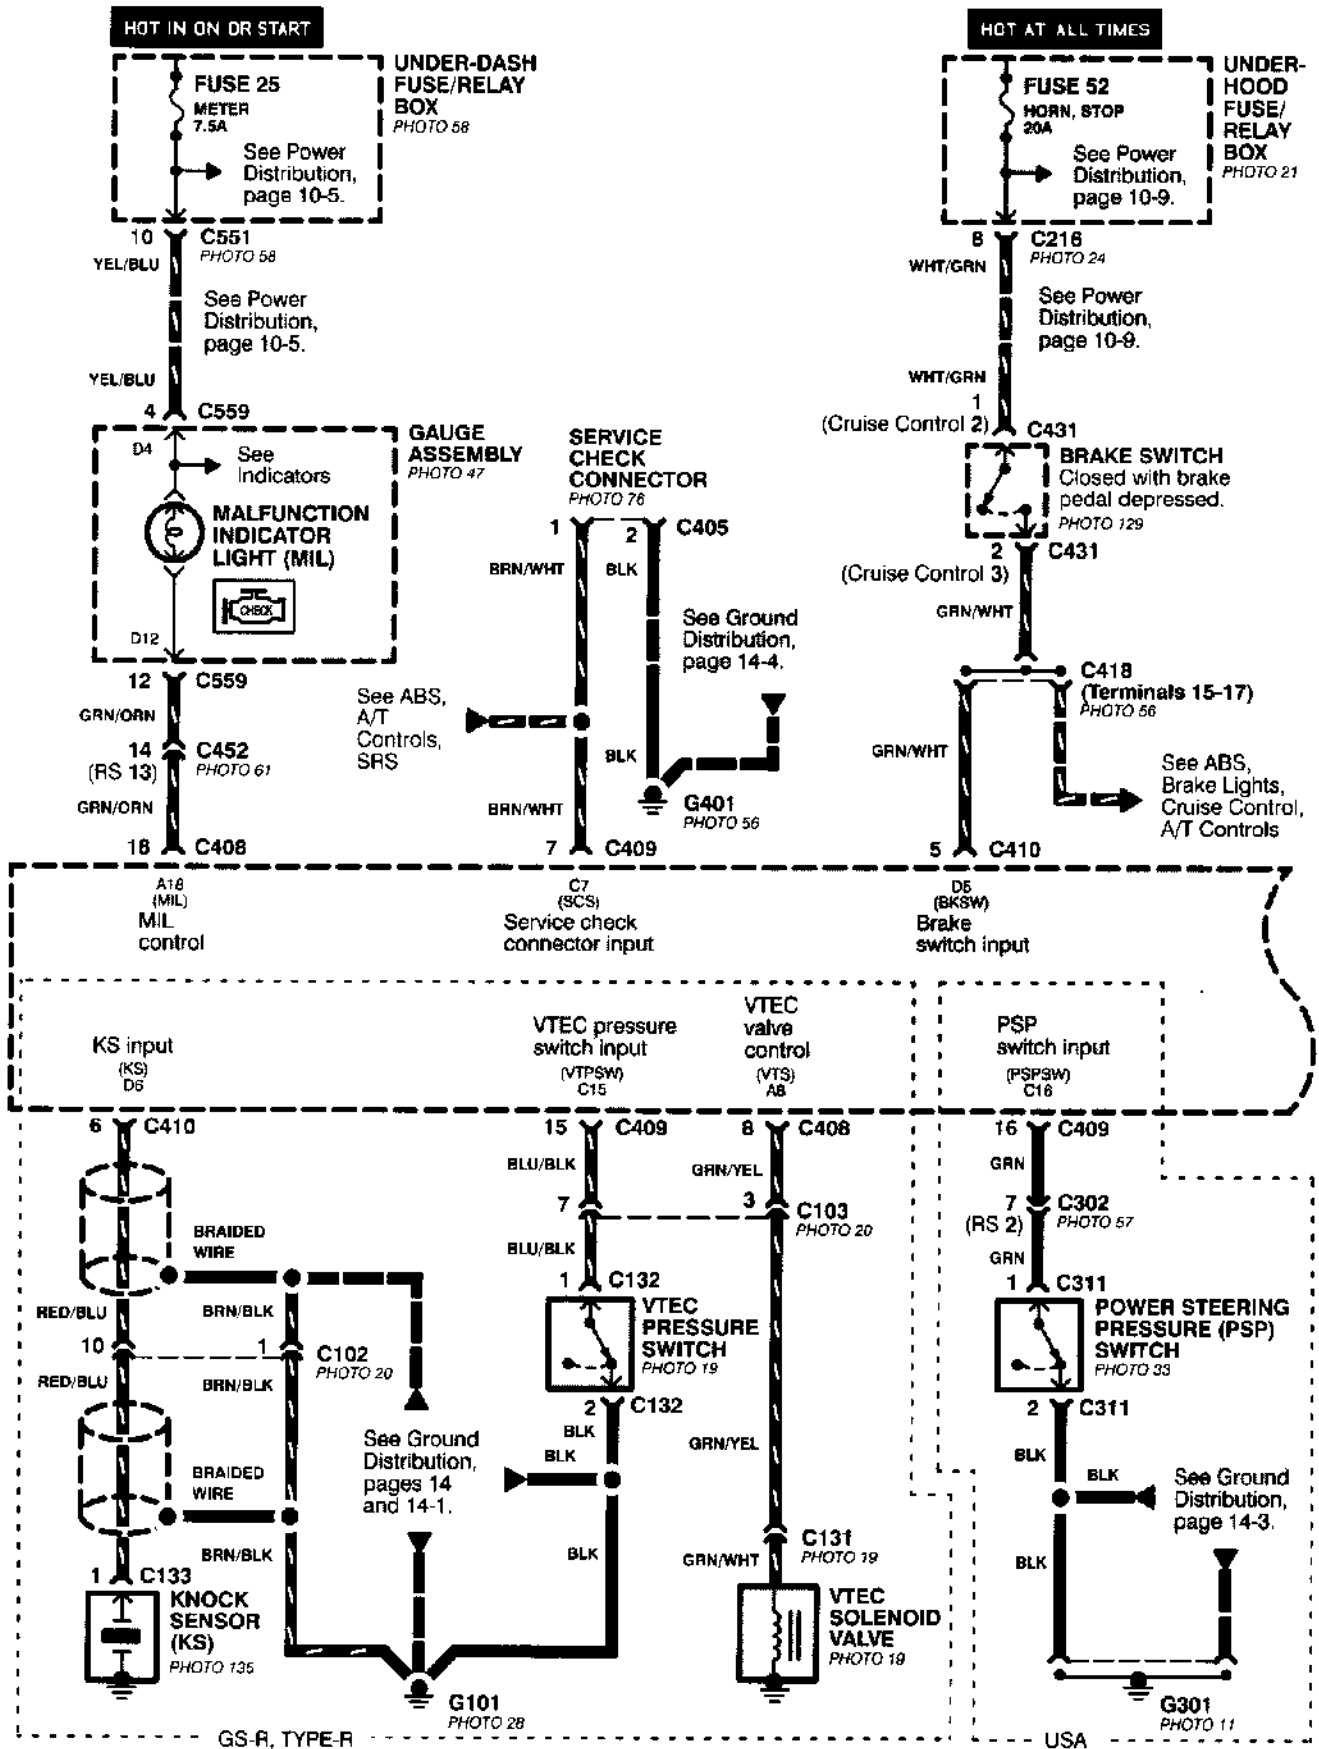 HOT IN ON OR START
HOT AT ALL TIMES
FUSE 25
METER
7.5A
See Power
Distribution,
page 10-5.
UNDER-DASH
FUSE/RELAY
BOX
PHOTO 58
FUSE 52
HORN, STOP
20A
See Power
Distribution,
page 10-9.
UNDER-
HOOD
FUSE/
RELAY
BOX
PHOTO 21
10
C551
PHOTO 58
YEL/BLU
See Power
Distribution,
page 10-5.
YEL/BLU
4
C559
8
C216
PHOTO 24
WHT/GRN
See Power
Distribution,
page 10-9.
WHT/GRN
1
(Cruise Control 2)
C431
D4
See
Indicators
GAUGE
ASSEMBLY
PHOTO 47
MALFUNCTION
INDICATOR
LIGHT (MIL)
CHECK
D12
12
C559
GRN/ORN
14
(RS 13)
C452
PHOTO 61
GRN/ORN
18
C408
SERVICE
CHECK
CONNECTOR
PHOTO 76
1
2
C405
BRN/WHT
BLK
See Ground
Distribution,
page 14-4.
See ABS,
A/T
Controls,
SRS
BLK
G401
PHOTO 56
BRN/WHT
7
C409
BRAKE SWITCH
Closed with brake
pedal depressed.
PHOTO 129
2
(Cruise Control 3)
C431
GRN/WHT
C418
(Terminals 15-17)
PHOTO 56
GRN/WHT
See ABS,
Brake Lights,
Cruise Control,
A/T Controls
5
C410
A18
(MIL)
MIL
control
C7
(SCS)
Service check
connector input
D5
(BKSW)
Brake
switch input
KS input
(KS)
D6
VTEC pressure
switch input
(VTPSW)
C15
VTEC
valve
control
(VTS)
A8
PSP
switch input
(PSPSW)
C16
6
C410
15
C409
8
C408
16
C409
BRAIDED
WIRE
RED/BLU
BRN/BLK
10
1
C102
PHOTO 20
RED/BLU
BRN/BLK
BRAIDED
WIRE
BRN/BLK
1
C133
KNOCK
SENSOR
(KS)
PHOTO 135
See Ground
Distribution,
pages 14
and 14-1.
G101
PHOTO 28
BLU/BLK
GRN/YEL
7
3
C103
PHOTO 20
BLU/BLK
1
C132
VTEC
PRESSURE
SWITCH
PHOTO 19
2
C132
BLK
BLK
BLK
GRN/YEL
C131
PHOTO 19
GRN/WHT
VTEC
SOLENOID
VALVE
PHOTO 19
GRN
7
(RS 2)
C302
PHOTO 57
GRN
1
C311
POWER STEERING
PRESSURE (PSP)
SWITCH
PHOTO 33
2
C311
BLK
BLK
See Ground
Distribution,
page 14-3.
BLK
G301
PHOTO 11
GS-R, TYPE-R
USA